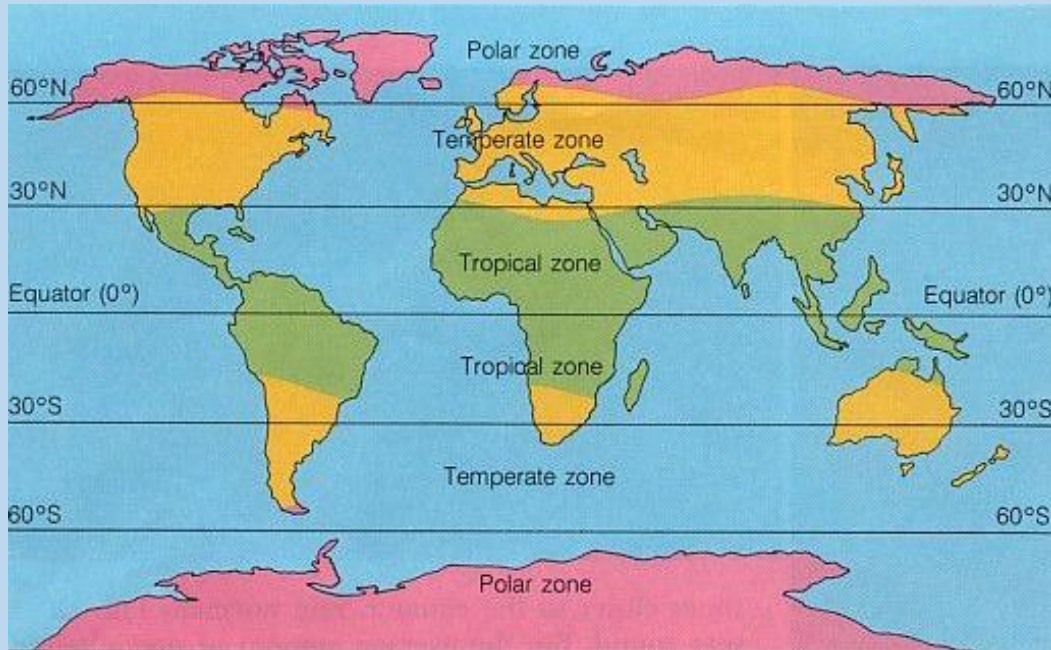 Polar zone
60°N
60°N
Temperate zone
30°N
30°N
Tropical zone
Equator (0°)
Equator (0°)
Tropical zone
30°S
30°S
Temperate zone
60°S
60°S
Polar zone